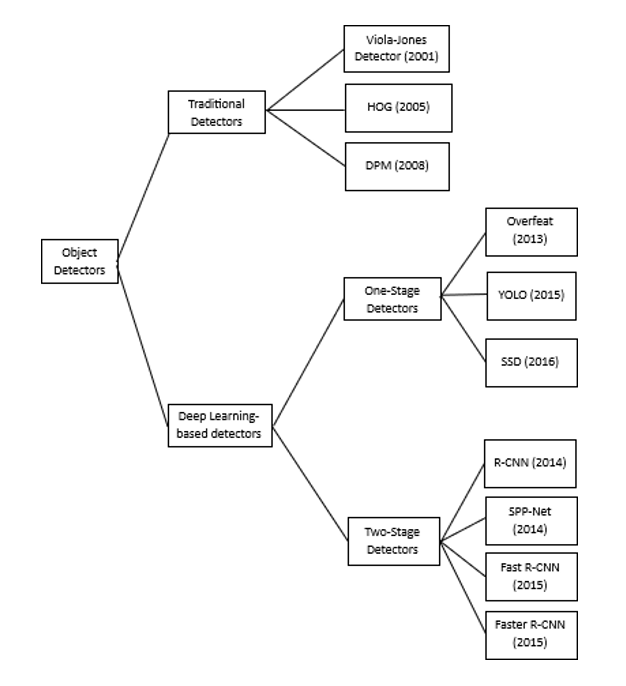 Viola-Jones
Detector (2001)
Traditional
Detectors
HOG (2005)
DPM (2008)
Object
Detectors
Overfeat
(2013)
One-Stage
Detectors
YOLO (2015)
SSD (2016)
Deep Learning-
based detectors
R-CNN (2014)
SPP-Net
(2014)
Two-Stage
Detectors
Fast R-CNN
(2015)
Faster R-CNN
(2015)